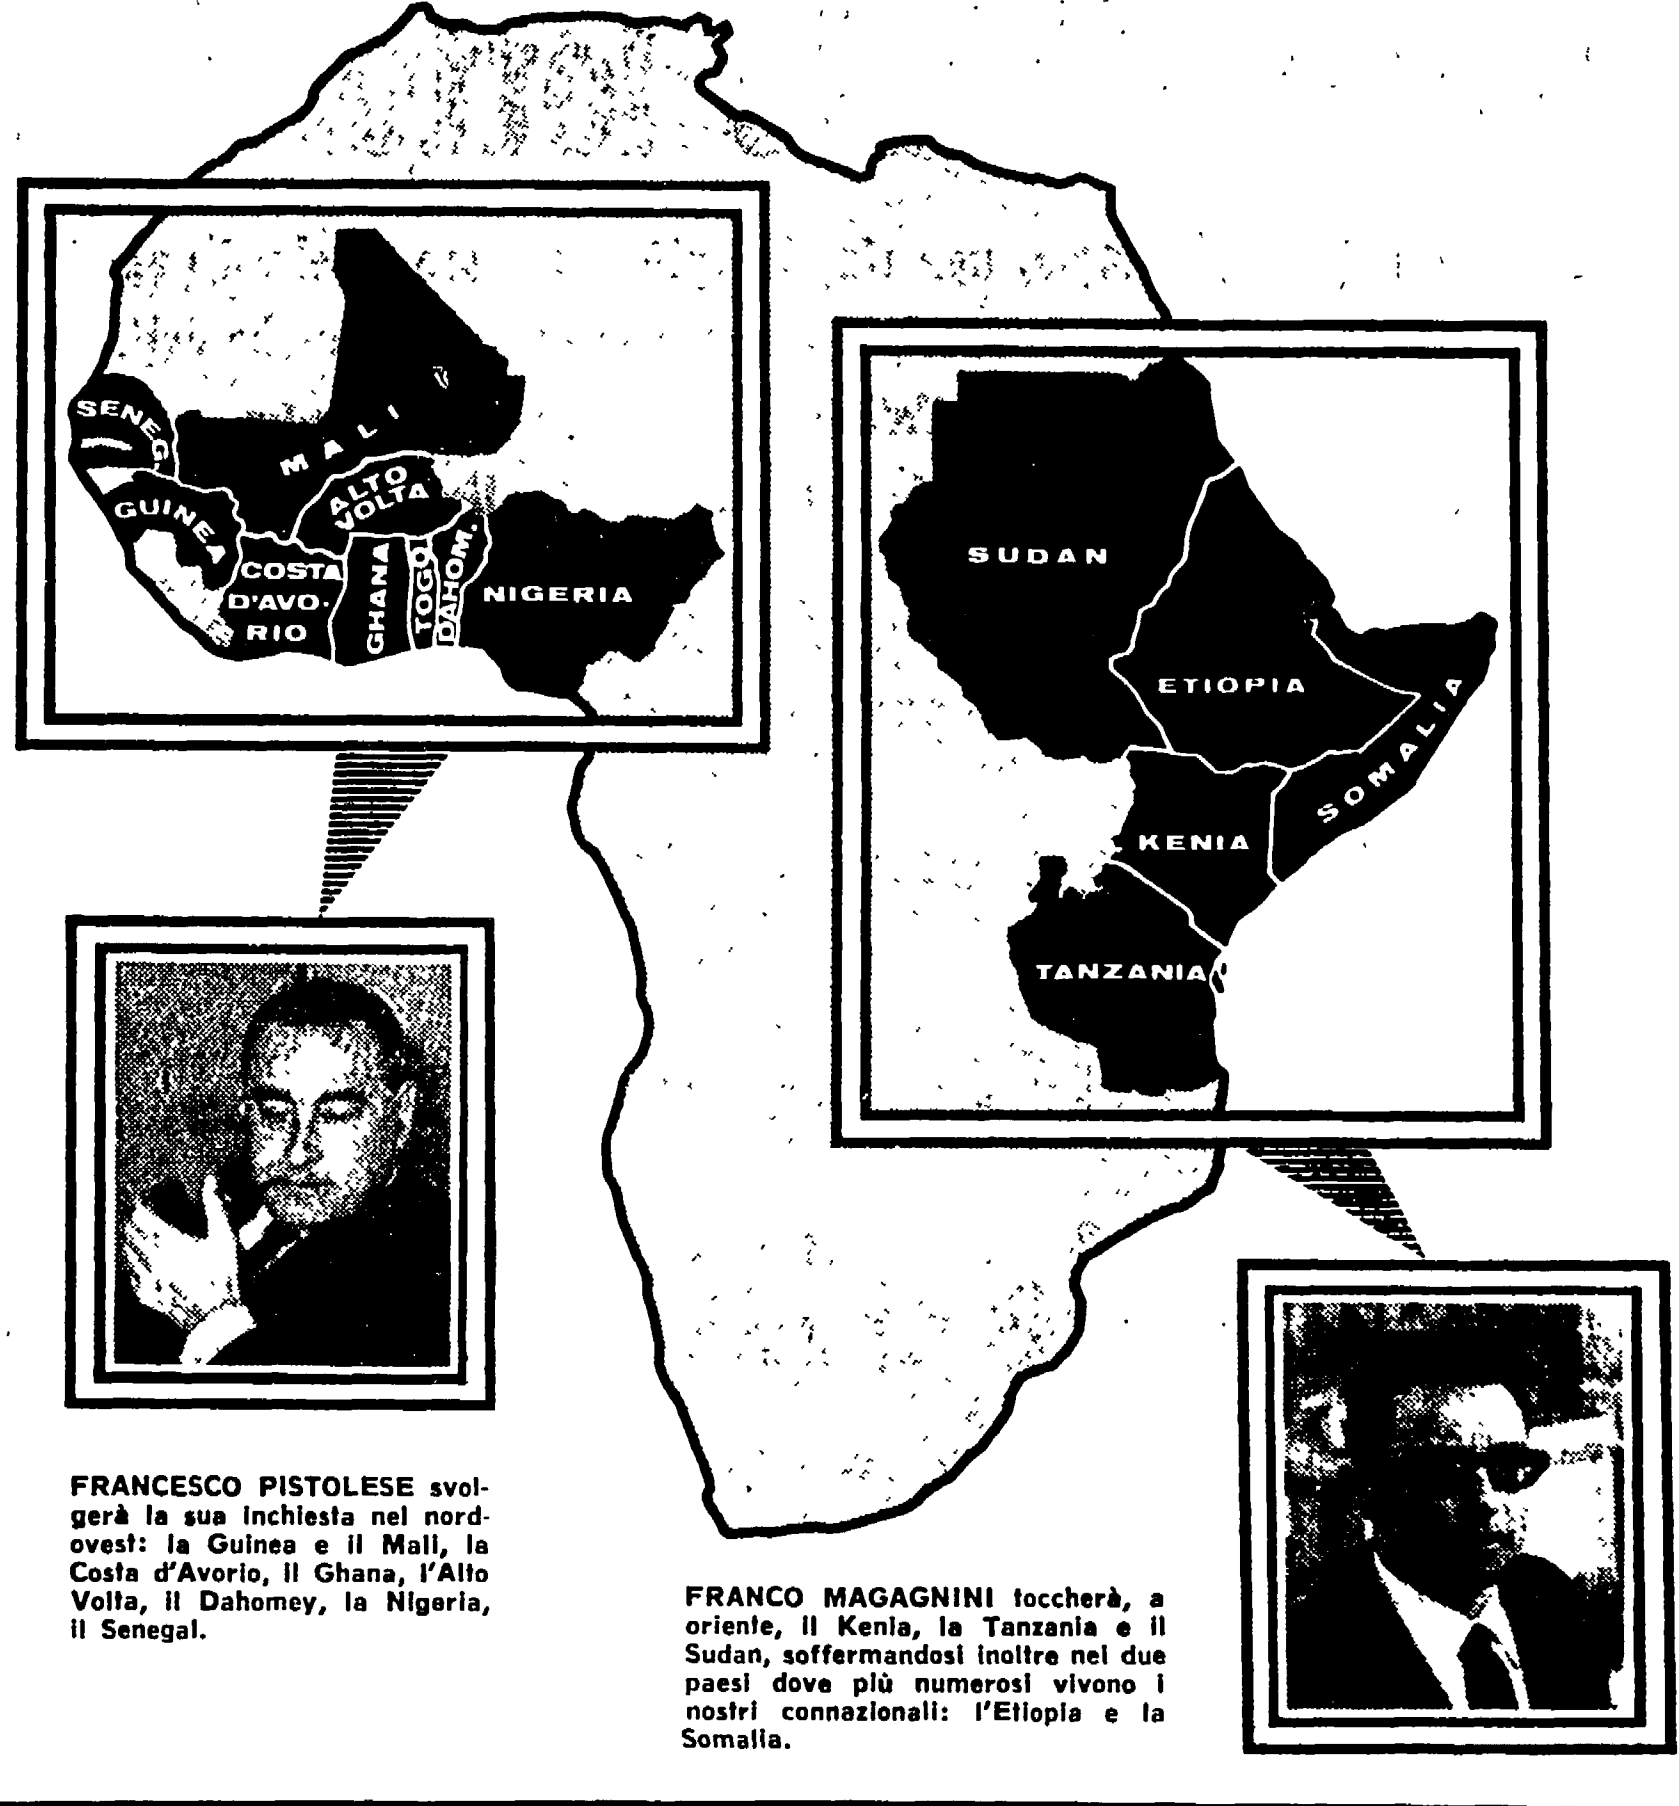 SENEG
MALI
GUINEA
ALTO
VOLTA
COSTA
D'AVO-
RIO
GHANA
TOGO
DAHOM.
NIGERIA
SUDAN
ETIOPIA
SOMALIA
KENIA
TANZANIA
FRANCESCO PISTOLESE svol-
gerà la sua inchiesta nel nord-
ovest: la Guinea e il Mali, la
Costa d'Avorio, il Ghana, l'Alto
Volta, il Dahomey, la Nigeria,
il Senegal.
FRANCO MAGAGNINI toccherà, a
oriente, il Kenia, la Tanzania e il
Sudan, soffermandosi inoltre nei due
paesi dove più numerosi vivono i
nostri connazionali: l'Etiopia e la
Somalia.